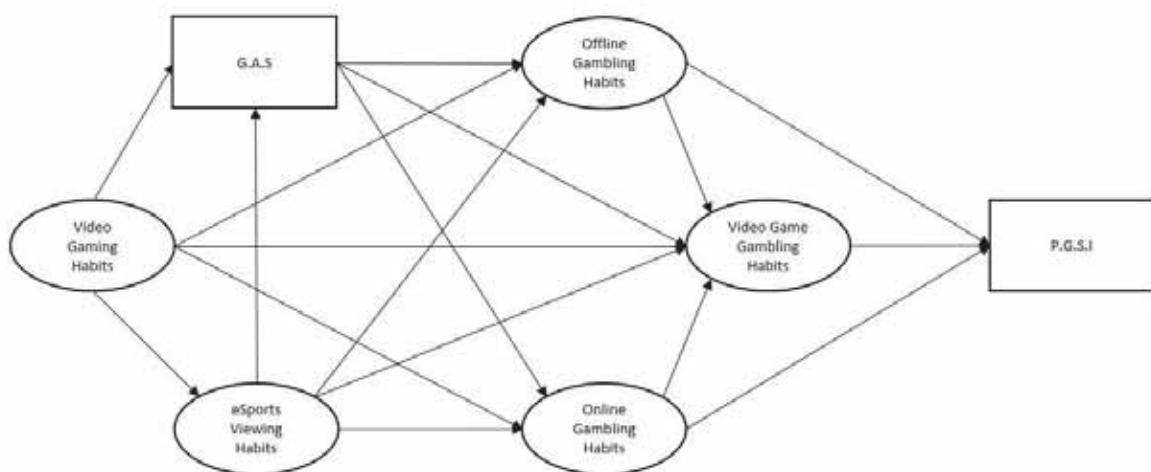 G.A.S
Offline
Gambling
Habits
Video
Gaming
Habits
Video Game
Gambling
Habits
P.G.S.I
eSports
Viewing
Habits
Online
Gambling
Habits